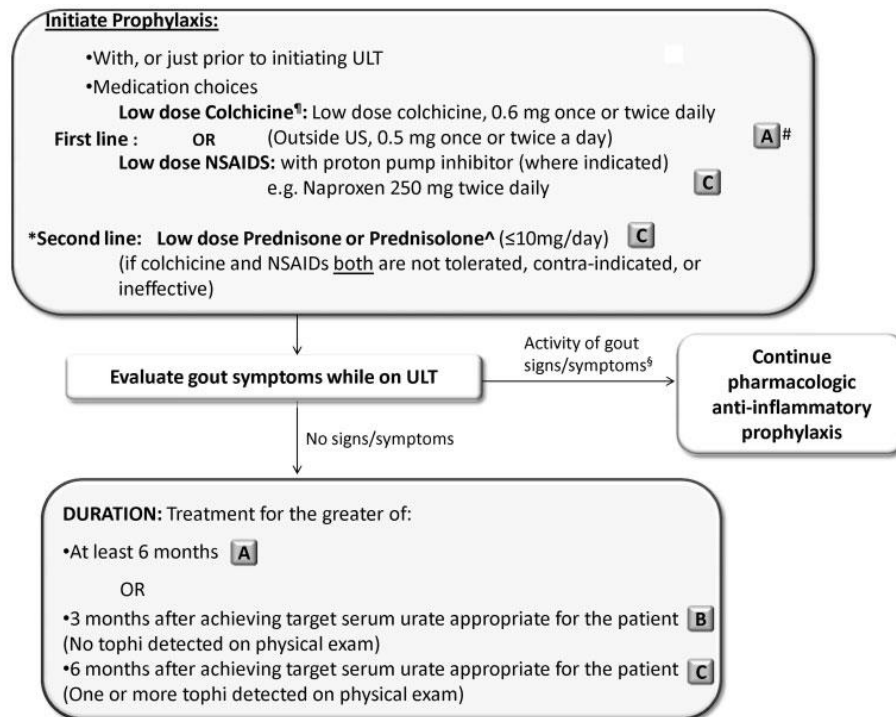 Initiate Prophylaxis:
•With, or just prior to initiating ULT
•Medication choices
Low dose Colchicine¶: Low dose colchicine, 0.6 mg once or twice daily
First line : OR (Outside US, 0.5 mg once or twice a day) A#
Low dose NSAIDS: with proton pump inhibitor (where indicated)
e.g. Naproxen 250 mg twice daily C
*Second line: Low dose Prednisone or Prednisolone^ (≤10mg/day) C
(if colchicine and NSAIDs both are not tolerated, contra-indicated, or
ineffective)
Evaluate gout symptoms while on ULT
Activity of gout
signs/symptoms§
Continue
pharmacologic
anti-inflammatory
prophylaxis
No signs/symptoms
DURATION: Treatment for the greater of:
•At least 6 months A
OR
•3 months after achieving target serum urate appropriate for the patient B
(No tophi detected on physical exam)
•6 months after achieving target serum urate appropriate for the patient C
(One or more tophi detected on physical exam)